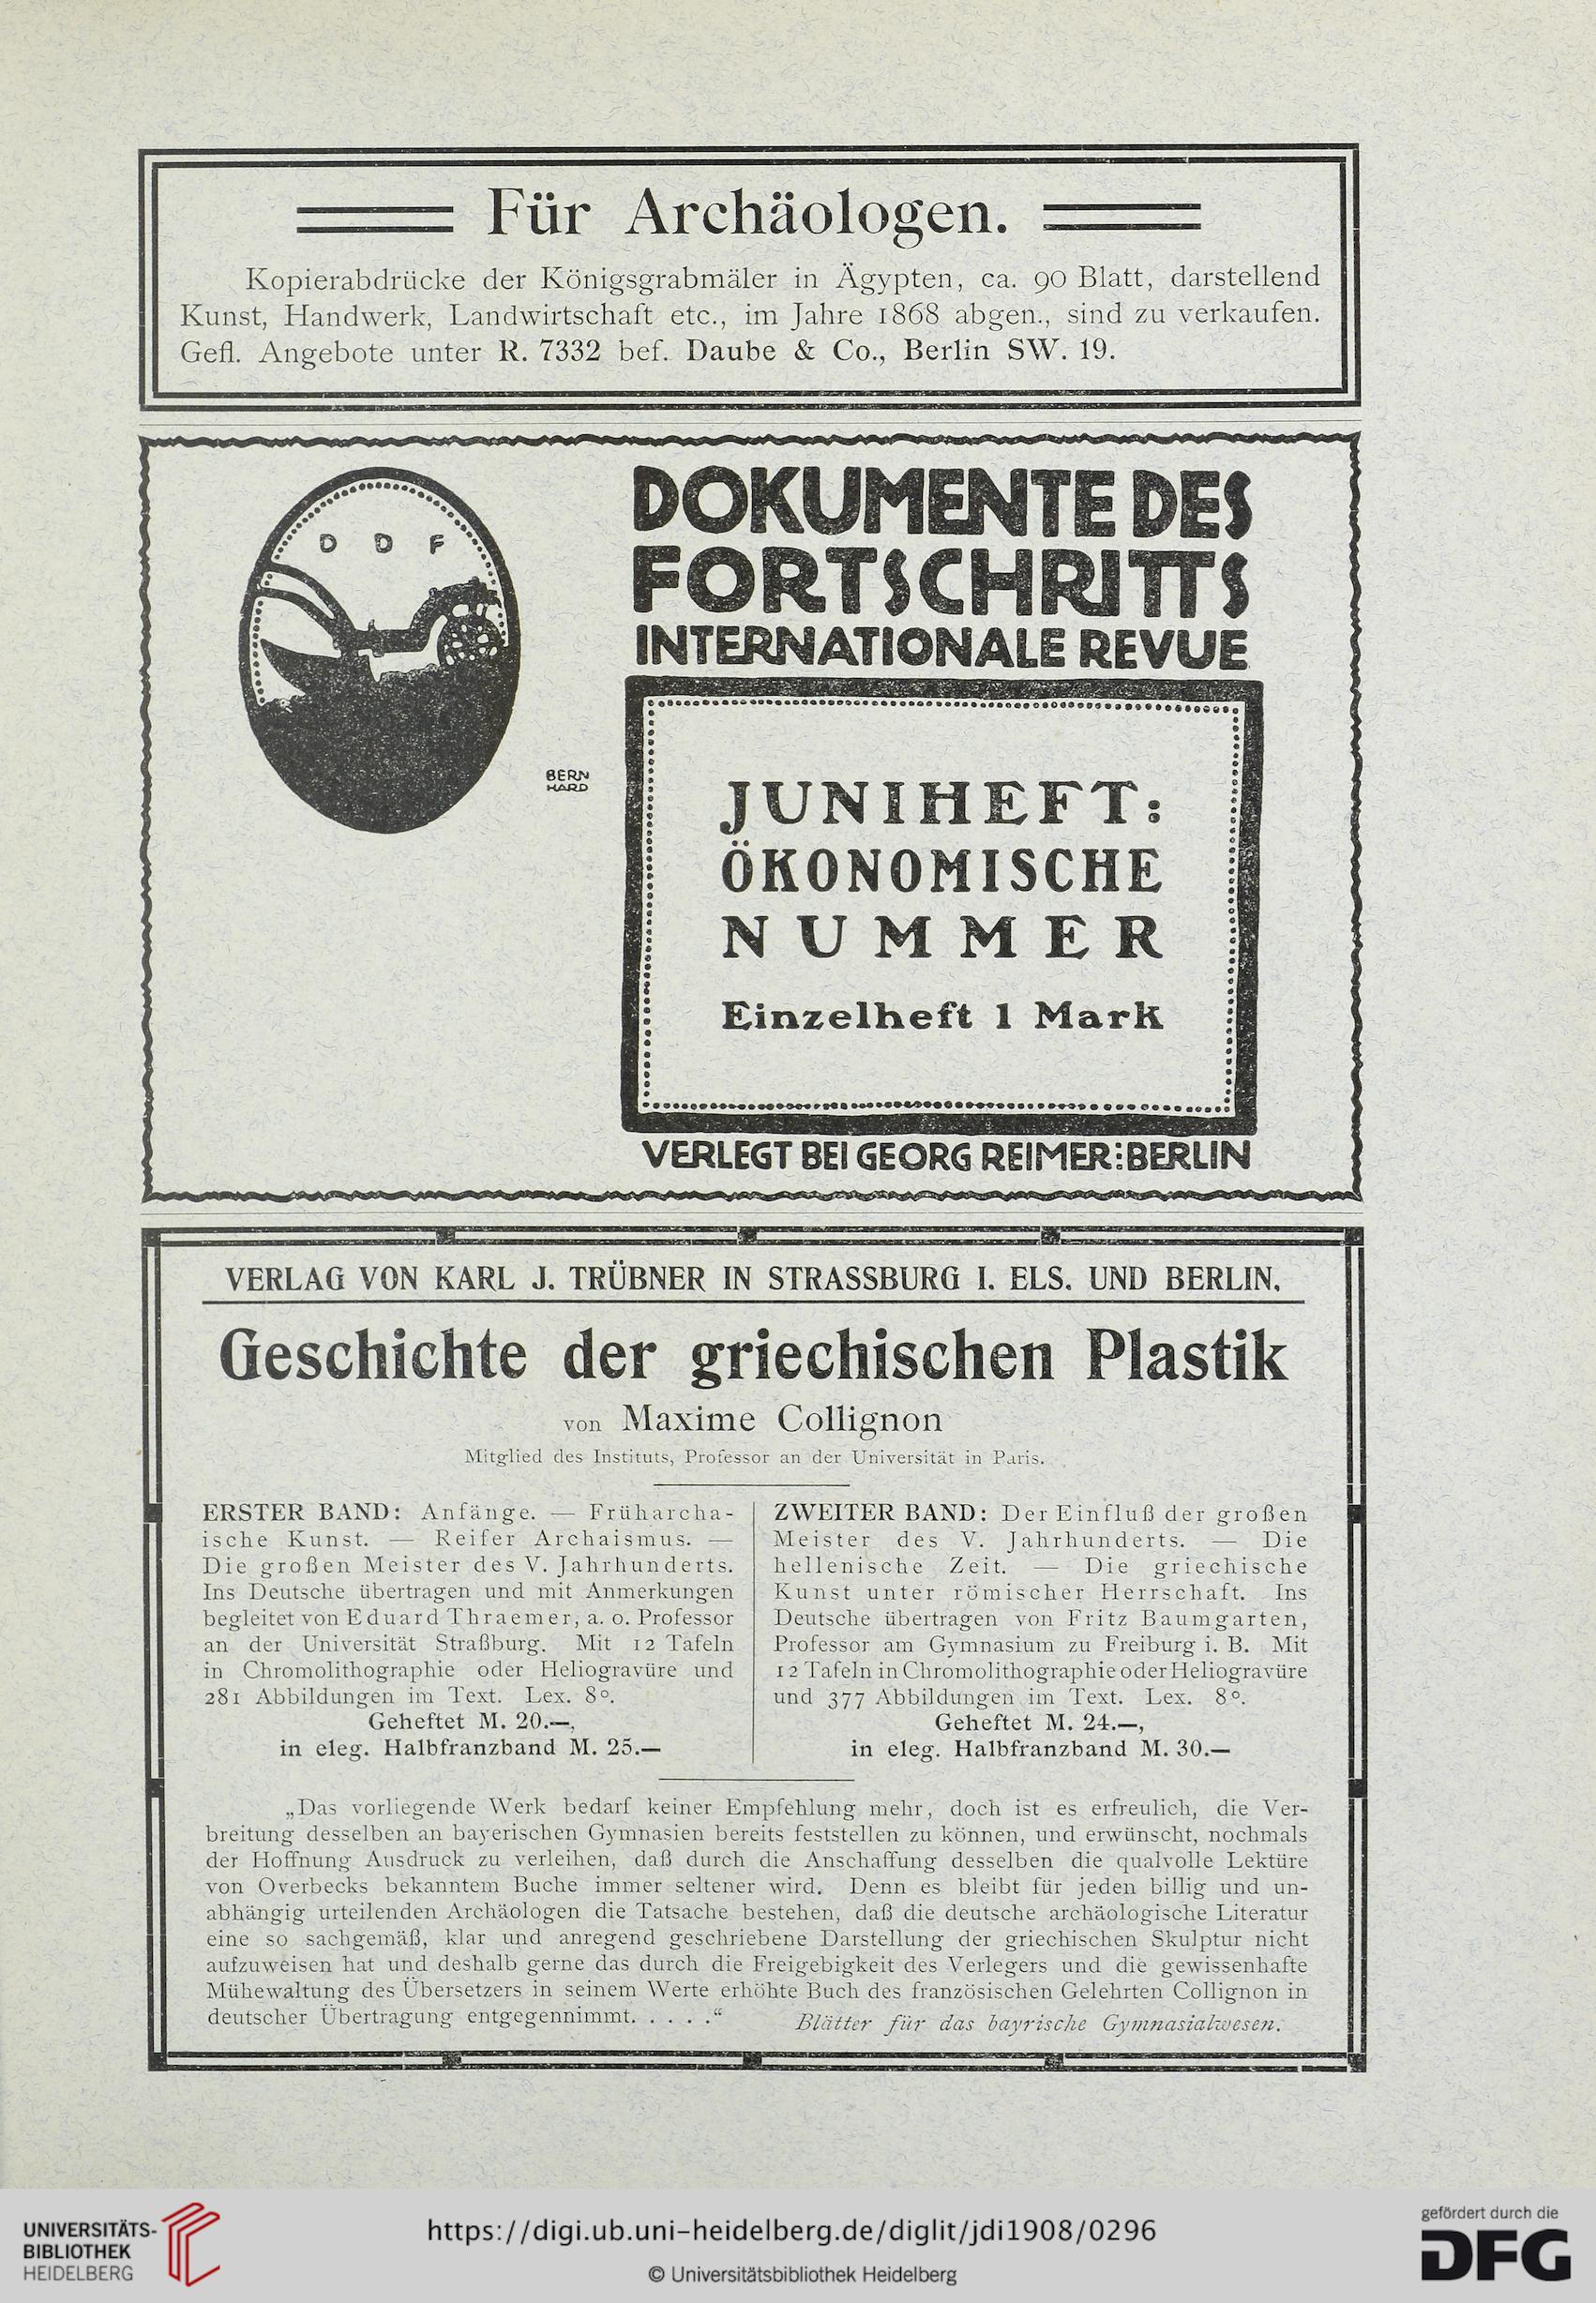 Für Archäologen.
Kopierabdrücke der Königsgrabmäler in Ägypten, ca. 90 Blatt, darstellend
Kunst, Handwerk, Landwirtschaft etc., im Jahre 1868 abgen., sind zu verkaufen.
Gefl. Angebote unter R. 7332 bef. Daube & Co., Berlin SW. 19.
D D F
BERN
HARD
DOKUMENTE DES
FORTSCHRITTS
INTERNATIONALE REVUE
JUNIHEFT:
ÖKONOMISCHE
NUMMER
Einzelheft 1 Mark
VERLEGT BEI GEORG REIMER:BERLIN
VERLAG VON KARL J. TRÜBNER IN STRASSBURG I. ELS. UND BERLIN.
Geschichte der griechischen Plastik
von Maxime Collignon
Mitglied des Instituts, Professor an der Universität in Paris.
ERSTER BAND: Anfänge. — Früharcha-
ische Kunst. — Reifer Archaismus. —
Die großen Meister des V. Jahrhunderts.
Ins Deutsche übertragen und mit Anmerkungen
begleitet von Eduard Thraemer, a. o. Professor
an der Universität Straßburg. Mit 12 Tafeln
in Chromolithographie oder Heliogravüre und
281 Abbildungen im Text. Lex. 8°.
Geheftet M. 20.—,
in eleg. Halbfranzband M. 25.—
ZWEITER BAND: Der Einfluß der großen
Meister des V. Jahrhunderts. — Die
hellenische Zeit. — Die griechische
Kunst unter römischer Herrschaft. Ins
Deutsche übertragen von Fritz Baumgarten,
Professor am Gymnasium zu Freiburg i. B. Mit
12 Tafeln in Chromolithographie oder Heliogravüre
und 377 Abbildungen im Text. Lex. 8°.
Geheftet M. 24.—,
in eleg. Halbfranzband M. 30.—
„Das vorliegende Werk bedarf keiner Empfehlung mehr, doch ist es erfreulich, die Ver-
breitung desselben an bayerischen Gymnasien bereits feststellen zu können, und erwünscht, nochmals
der Hoffnung Ausdruck zu verleihen, daß durch die Anschaffung desselben die qualvolle Lektüre
von Overbecks bekanntem Buche immer seltener wird. Denn es bleibt für jeden billig und un-
abhängig urteilenden Archäologen die Tatsache bestehen, daß die deutsche archäologische Literatur
eine so sachgemäß, klar und anregend geschriebene Darstellung der griechischen Skulptur nicht
aufzuweisen hat und deshalb gerne das durch die Freigebigkeit des Verlegers und die gewissenhafte
Mühewaltung des Übersetzers in seinem Werte erhöhte Buch des französischen Gelehrten Collignon in
deutscher Übertragung entgegennimmt. . . . .“ Blätter für das bayrische Gymnasialwesen.
UNIVERSITÄTS-
BIBLIOTHEK
HEIDELBERG
https://digi.ub.uni-heidelberg.de/diglit/jdi1908/0296
© Universitätsbibliothek Heidelberg
gefördert durch die
DFG